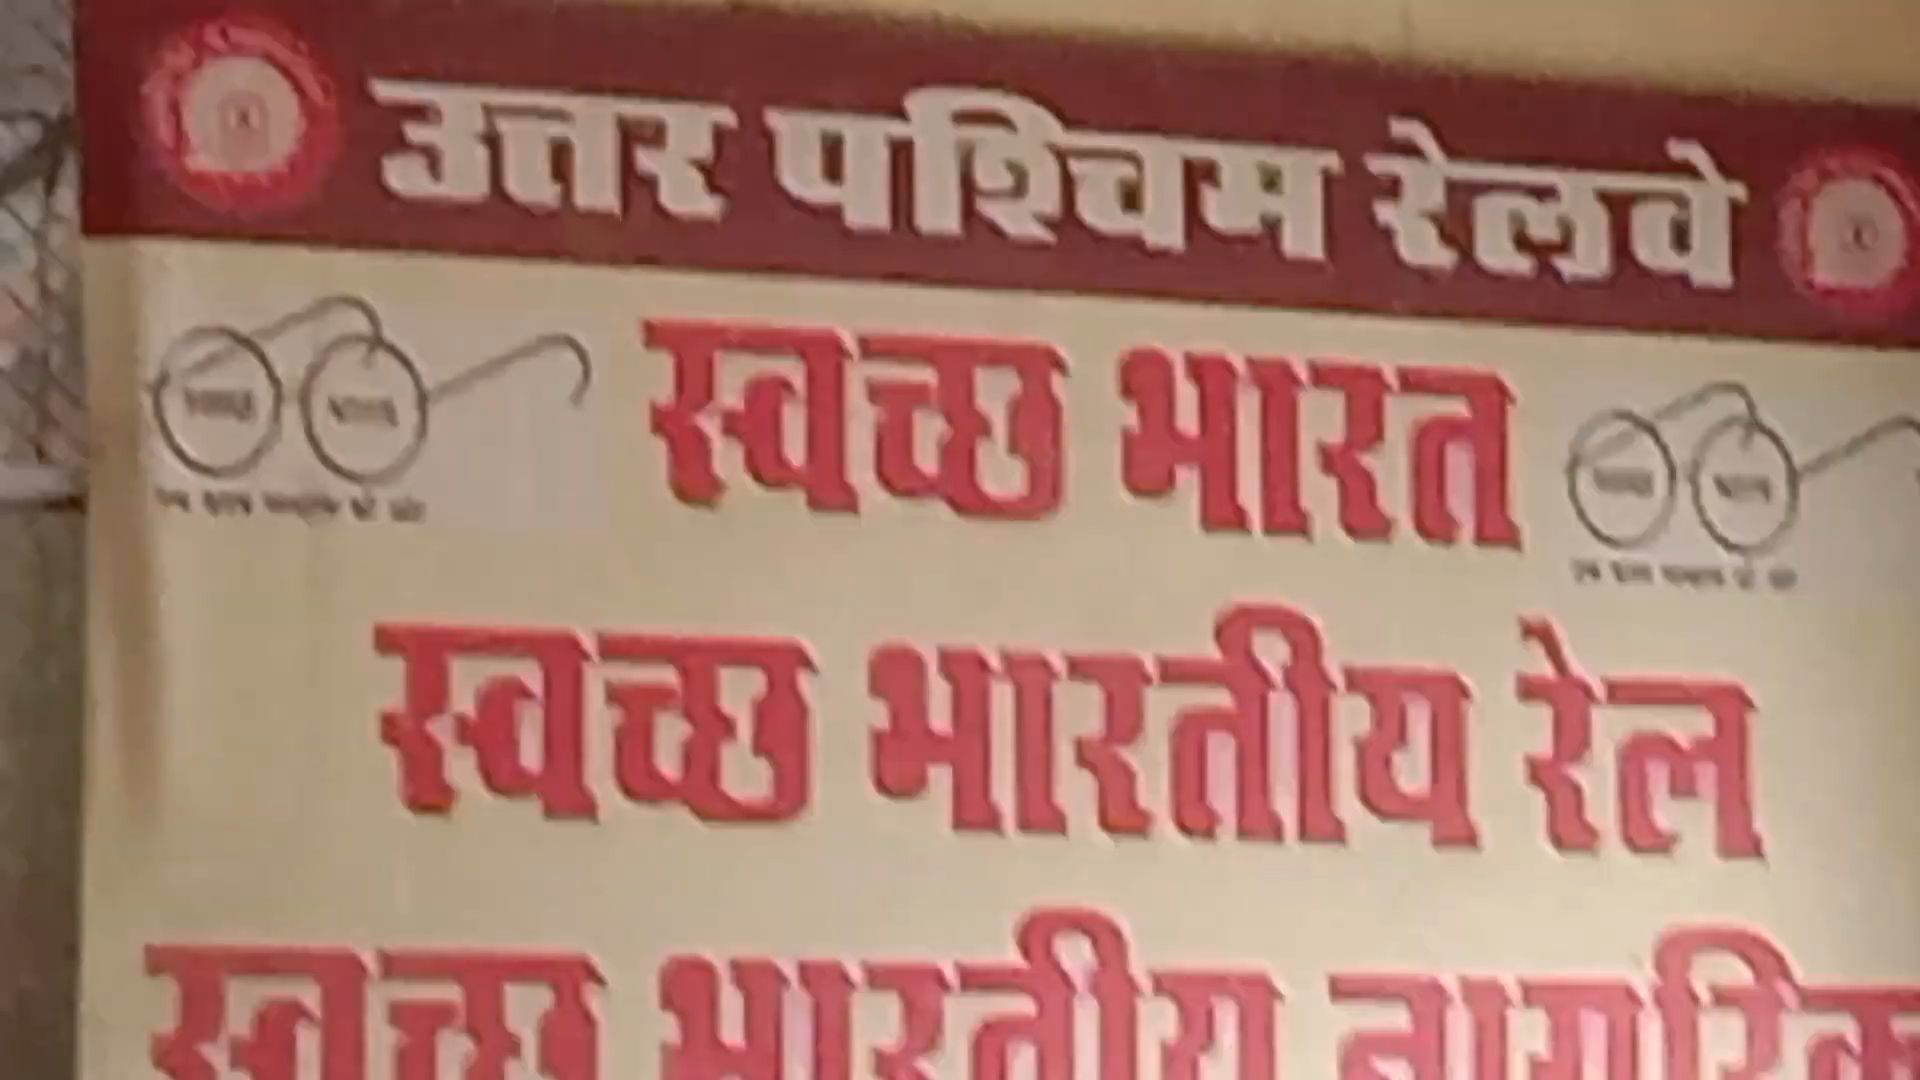 उत्तर पश्चिम रेलवे
स्वच्छ भारत
स्वच्छ भारतीय रेल
स्वच्छ भारतीय नागरिक